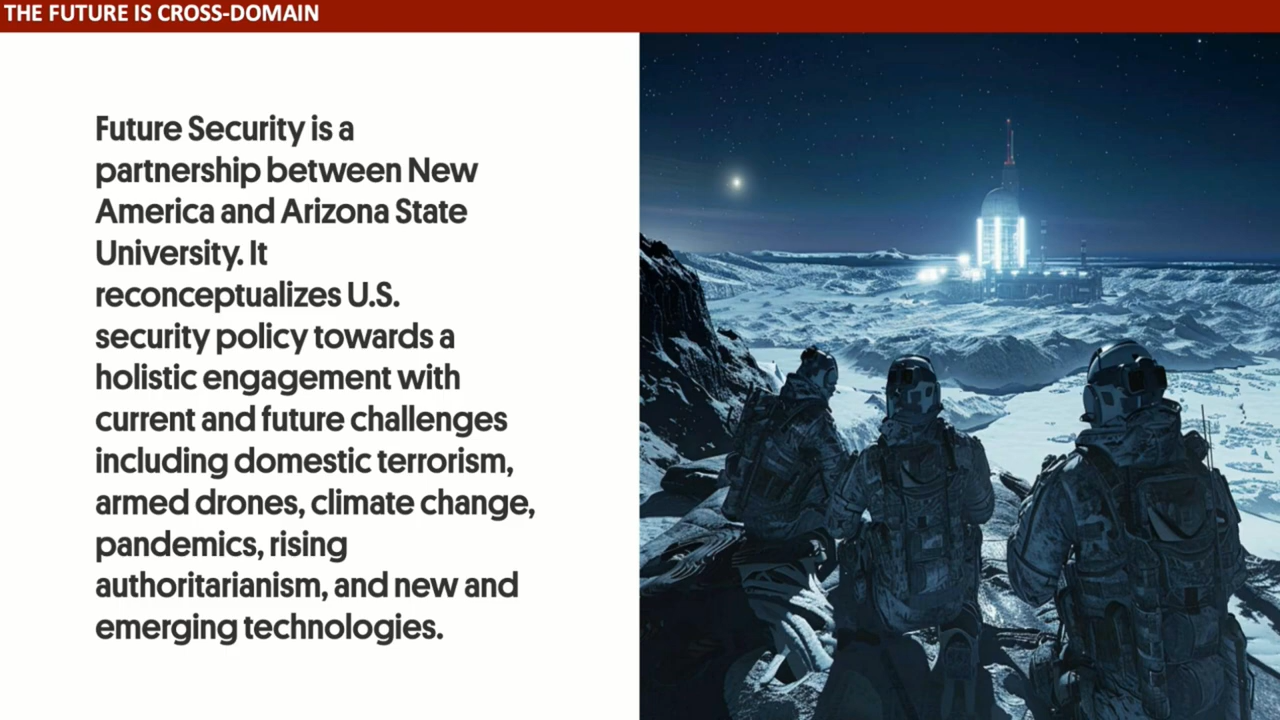 THE FUTURE IS CROSS-DOMAIN
Future Security is a
partnership between New
America and Arizona State
University. It
reconceptualizes U.S.
security policy towards a
holistic engagement with
current and future challenges
including domestic terrorism,
armed drones, climate change,
pandemics, rising
authoritarianism, and new and
emerging technologies.